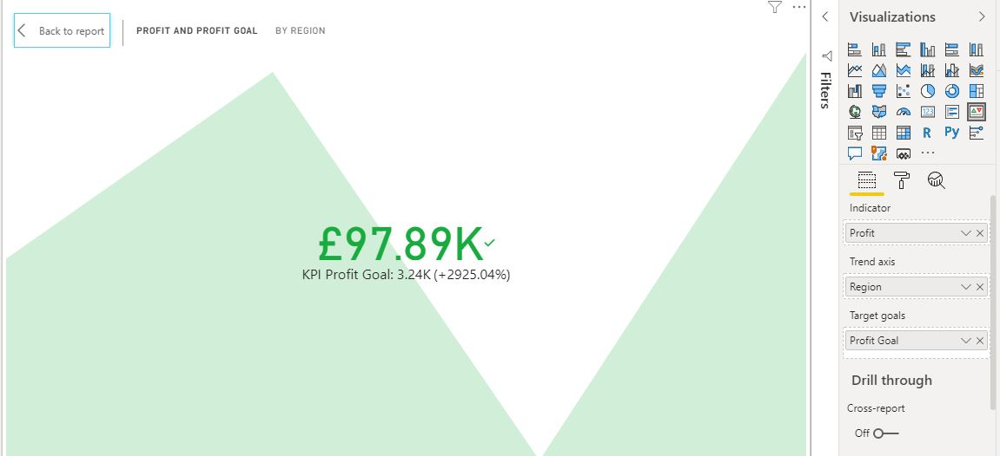 Back to report
PROFIT AND PROFIT GOAL BY REGION
£97.89K
KPI Profit Goal: 3.24K (+2925.04%)
Filters
Visualizations
123
R Py
Indicator
Profit
Trend axis
Region
Target goals
Profit Goal
Drill through
Cross-report
Off